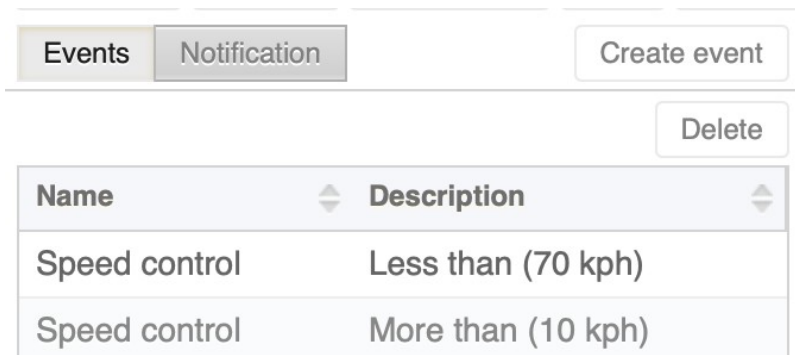 Events Notification Create event
Delete
Name Description
Speed control Less than (70 kph)
Speed control More than (10 kph)